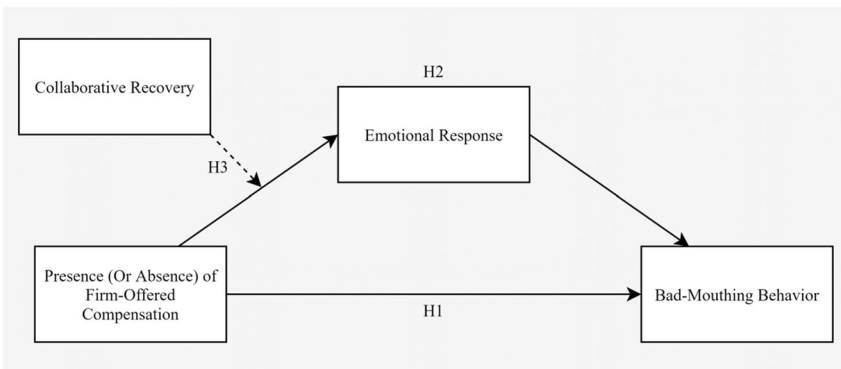 Collaborative Recovery
H2
Emotional Response
H3
Presence (Or Absence) of
Firm-Offered
Compensation
H1
Bad-Mouthing Behavior